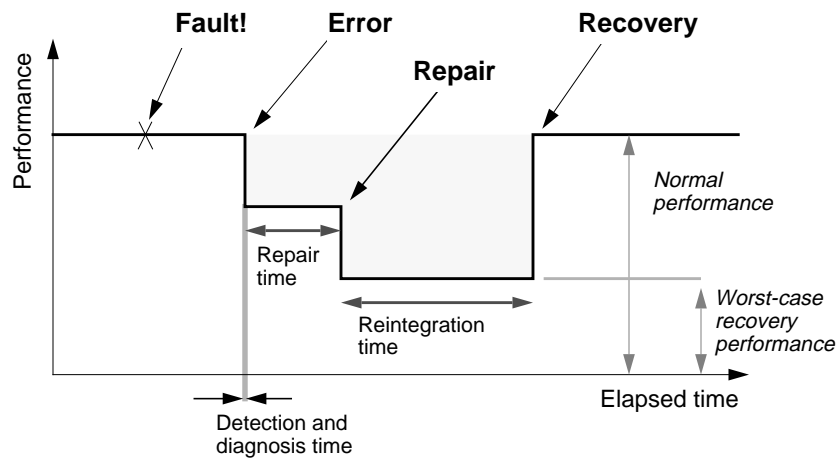 Fault!
Error
Recovery
Repair
Performance
Normal
performance
Repair
time
Worst-case
recovery
performance
Reintegration
time
Elapsed time
Detection and
diagnosis time